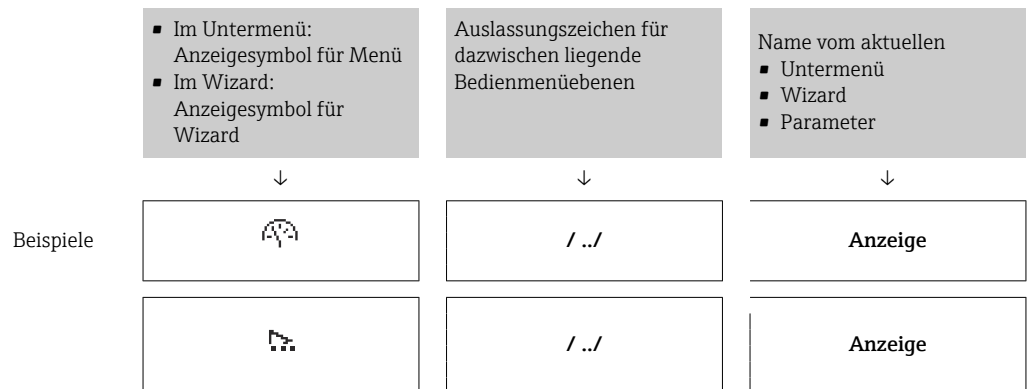 ▪ Im Untermenü:
Anzeigesymbol für Menü
▪ Im Wizard:
Anzeigesymbol für
Wizard
Auslassungszeichen für
dazwischen liegende
Bedienmenüebenen
Name vom aktuellen
▪ Untermenü
▪ Wizard
▪ Parameter
↓ ↓ ↓
Beispiele / ../ Anzeige
/ ../ Anzeige